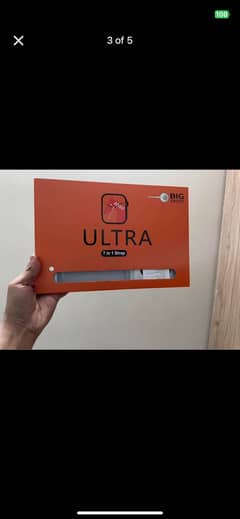 100
3 of 5
BIG
ULTRA
7 in 1 Strap